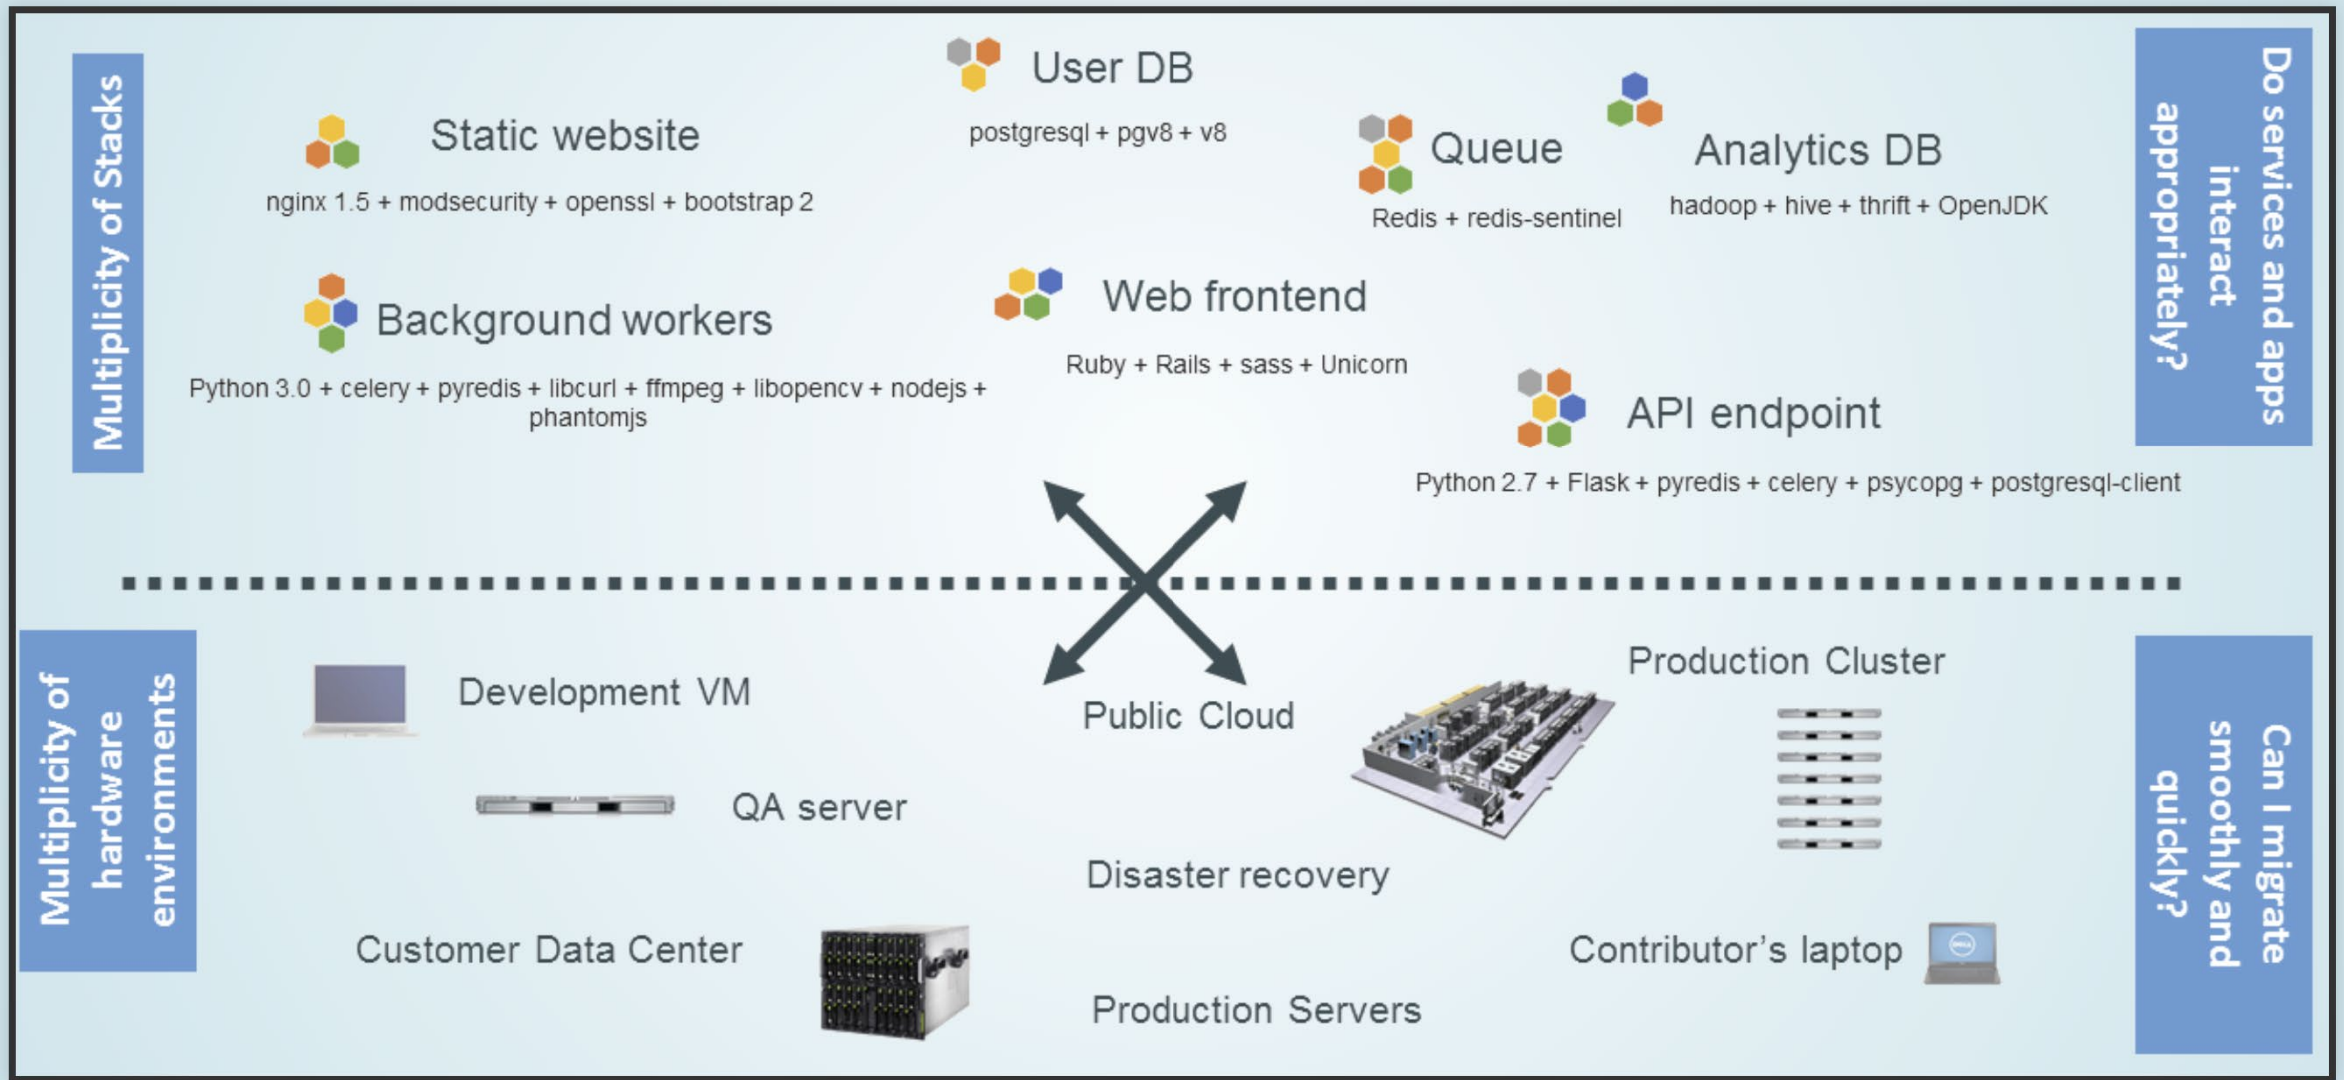 Multiplicity of Stacks
Static website
nginx 1.5 + modsecurity + openssl + bootstrap 2
Background workers
Python 3.0 + celery + pyredis + libcurl + ffmpeg + libopencv + nodejs +
phantomjs
User DB
postgresql + pgv8 + v8
Queue
Redis + redis-sentinel
Analytics DB
hadoop + hive + thrift + OpenJDK
Web frontend
Ruby + Rails + sass + Unicorn
API endpoint
Python 2.7 + Flask + pyredis + celery + psycopg + postgresql-client
Do services and apps
interact
appropriately?
Multiplicity of
hardware
environments
Development VM
QA server
Customer Data Center
Public Cloud
Disaster recovery
Production Servers
Production Cluster
Contributor’s laptop
DELL
Can I migrate
smoothly and
quickly?